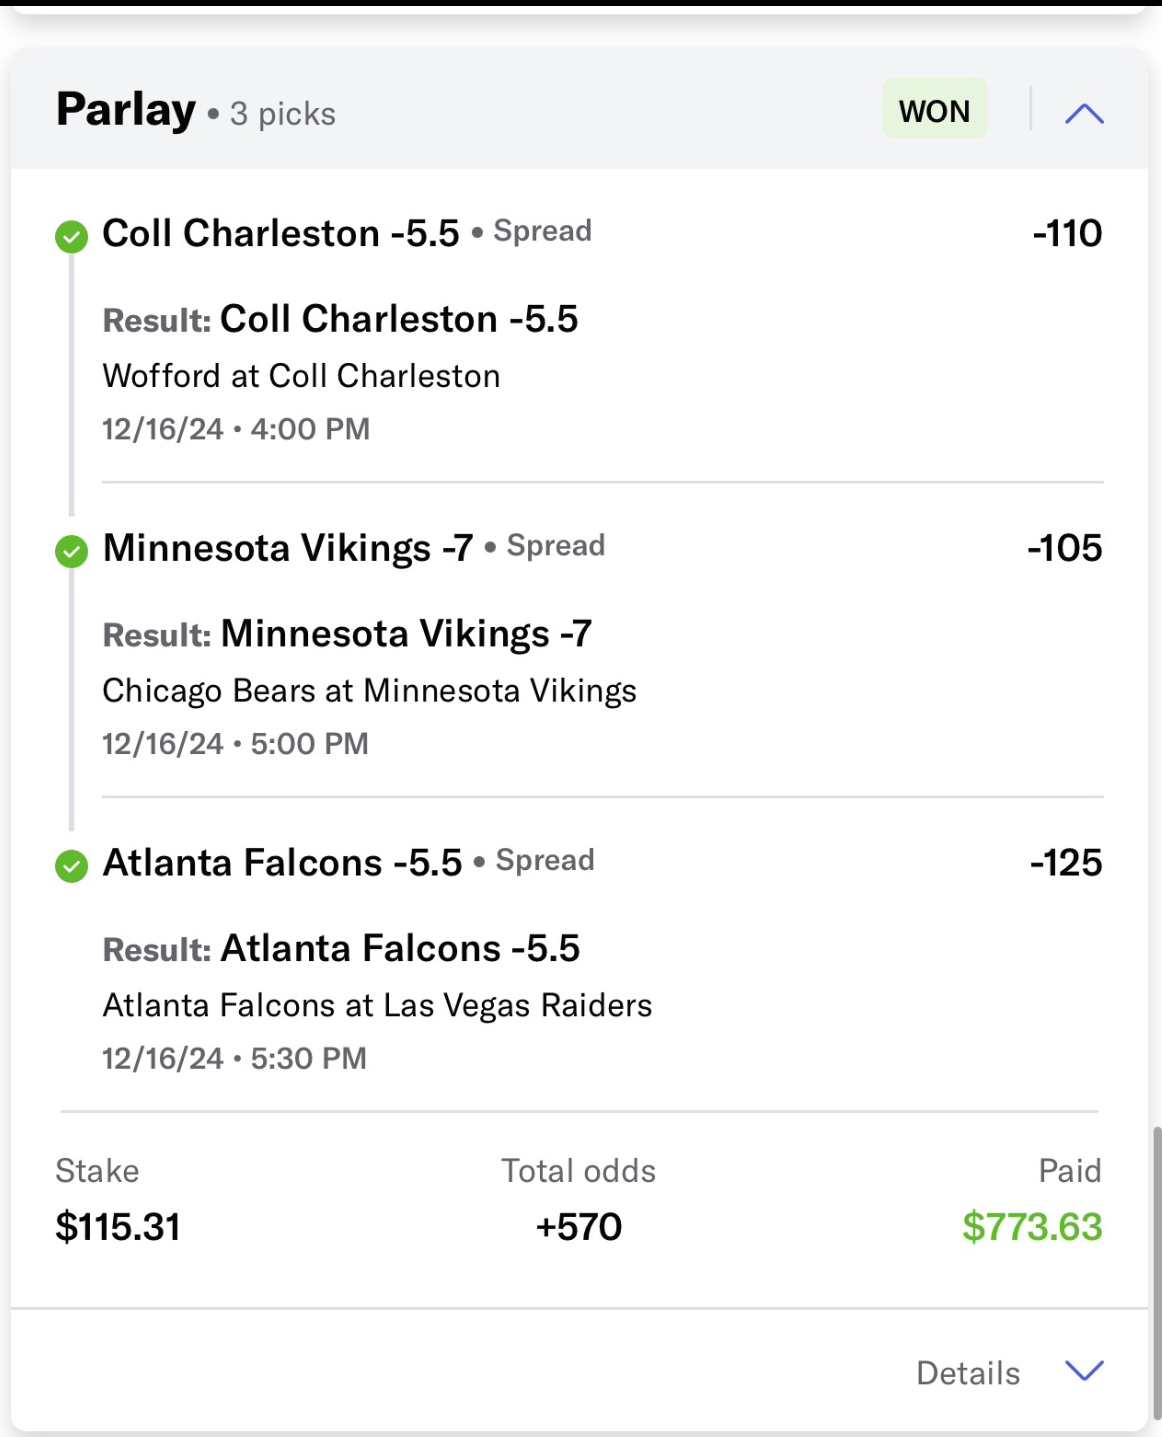 Parlay • 3 picks WON
Coll Charleston -5.5 • Spread -110
Result: Coll Charleston -5.5
Wofford at Coll Charleston
12/16/24 • 4:00 PM
Minnesota Vikings -7 • Spread -105
Result: Minnesota Vikings -7
Chicago Bears at Minnesota Vikings
12/16/24 • 5:00 PM
Atlanta Falcons -5.5 • Spread -125
Result: Atlanta Falcons -5.5
Atlanta Falcons at Las Vegas Raiders
12/16/24 • 5:30 PM
Stake Total odds Paid
$115.31 +570 $773.63
Details